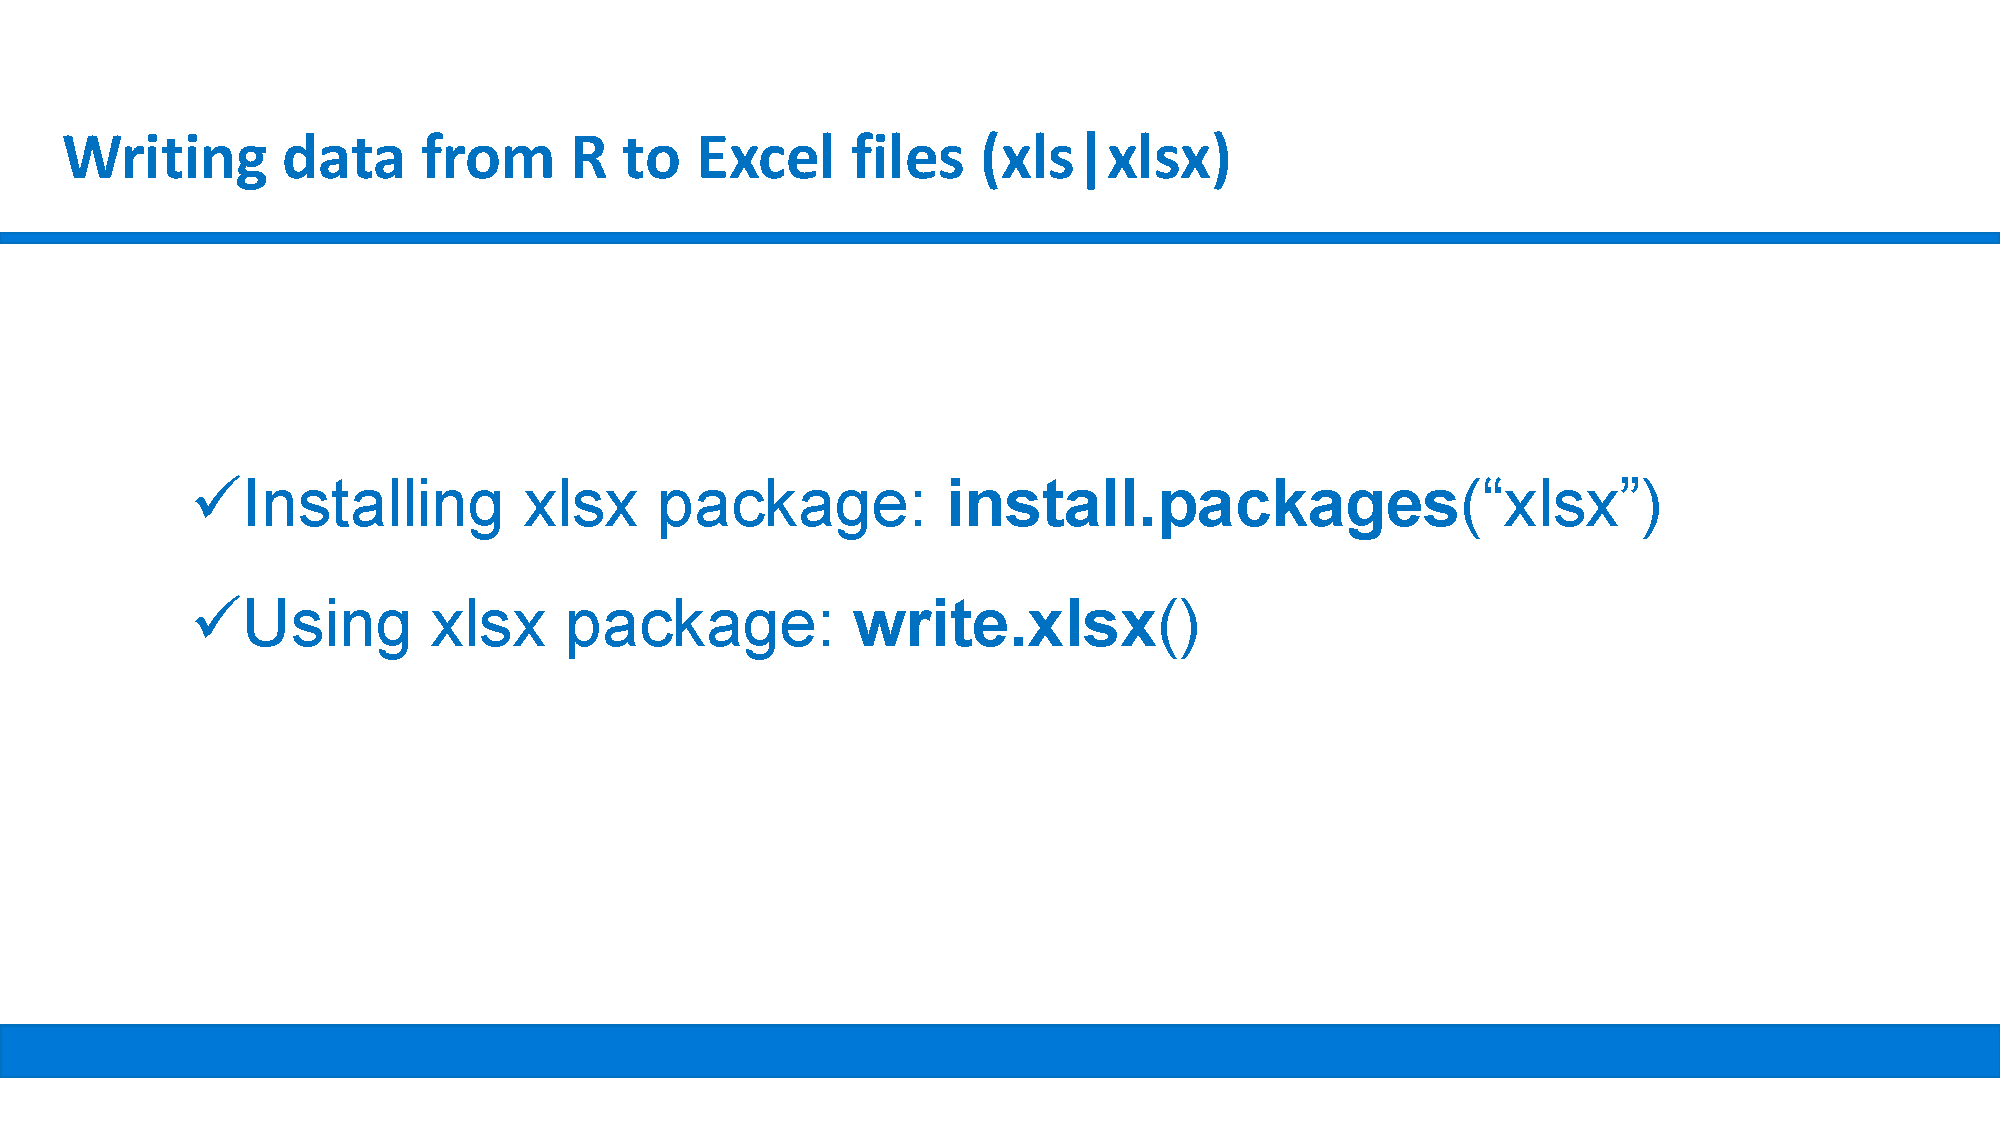 Writing data from R to Excel files (xls|xlsx)
✓Installing xlsx package: install.packages(“xlsx”)
✓Using xlsx package: write.xlsx()